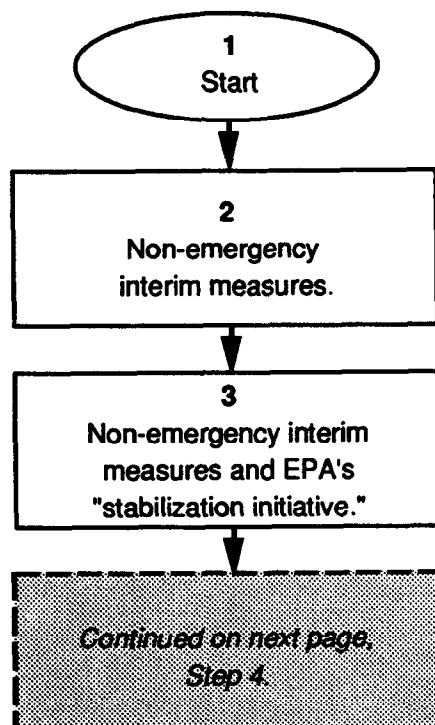 1
Start
2
Non-emergency
interim measures.
3
Non-emergency interim
measures and EPA's
"stabilization initiative."
Continued on next page,
Step 4.